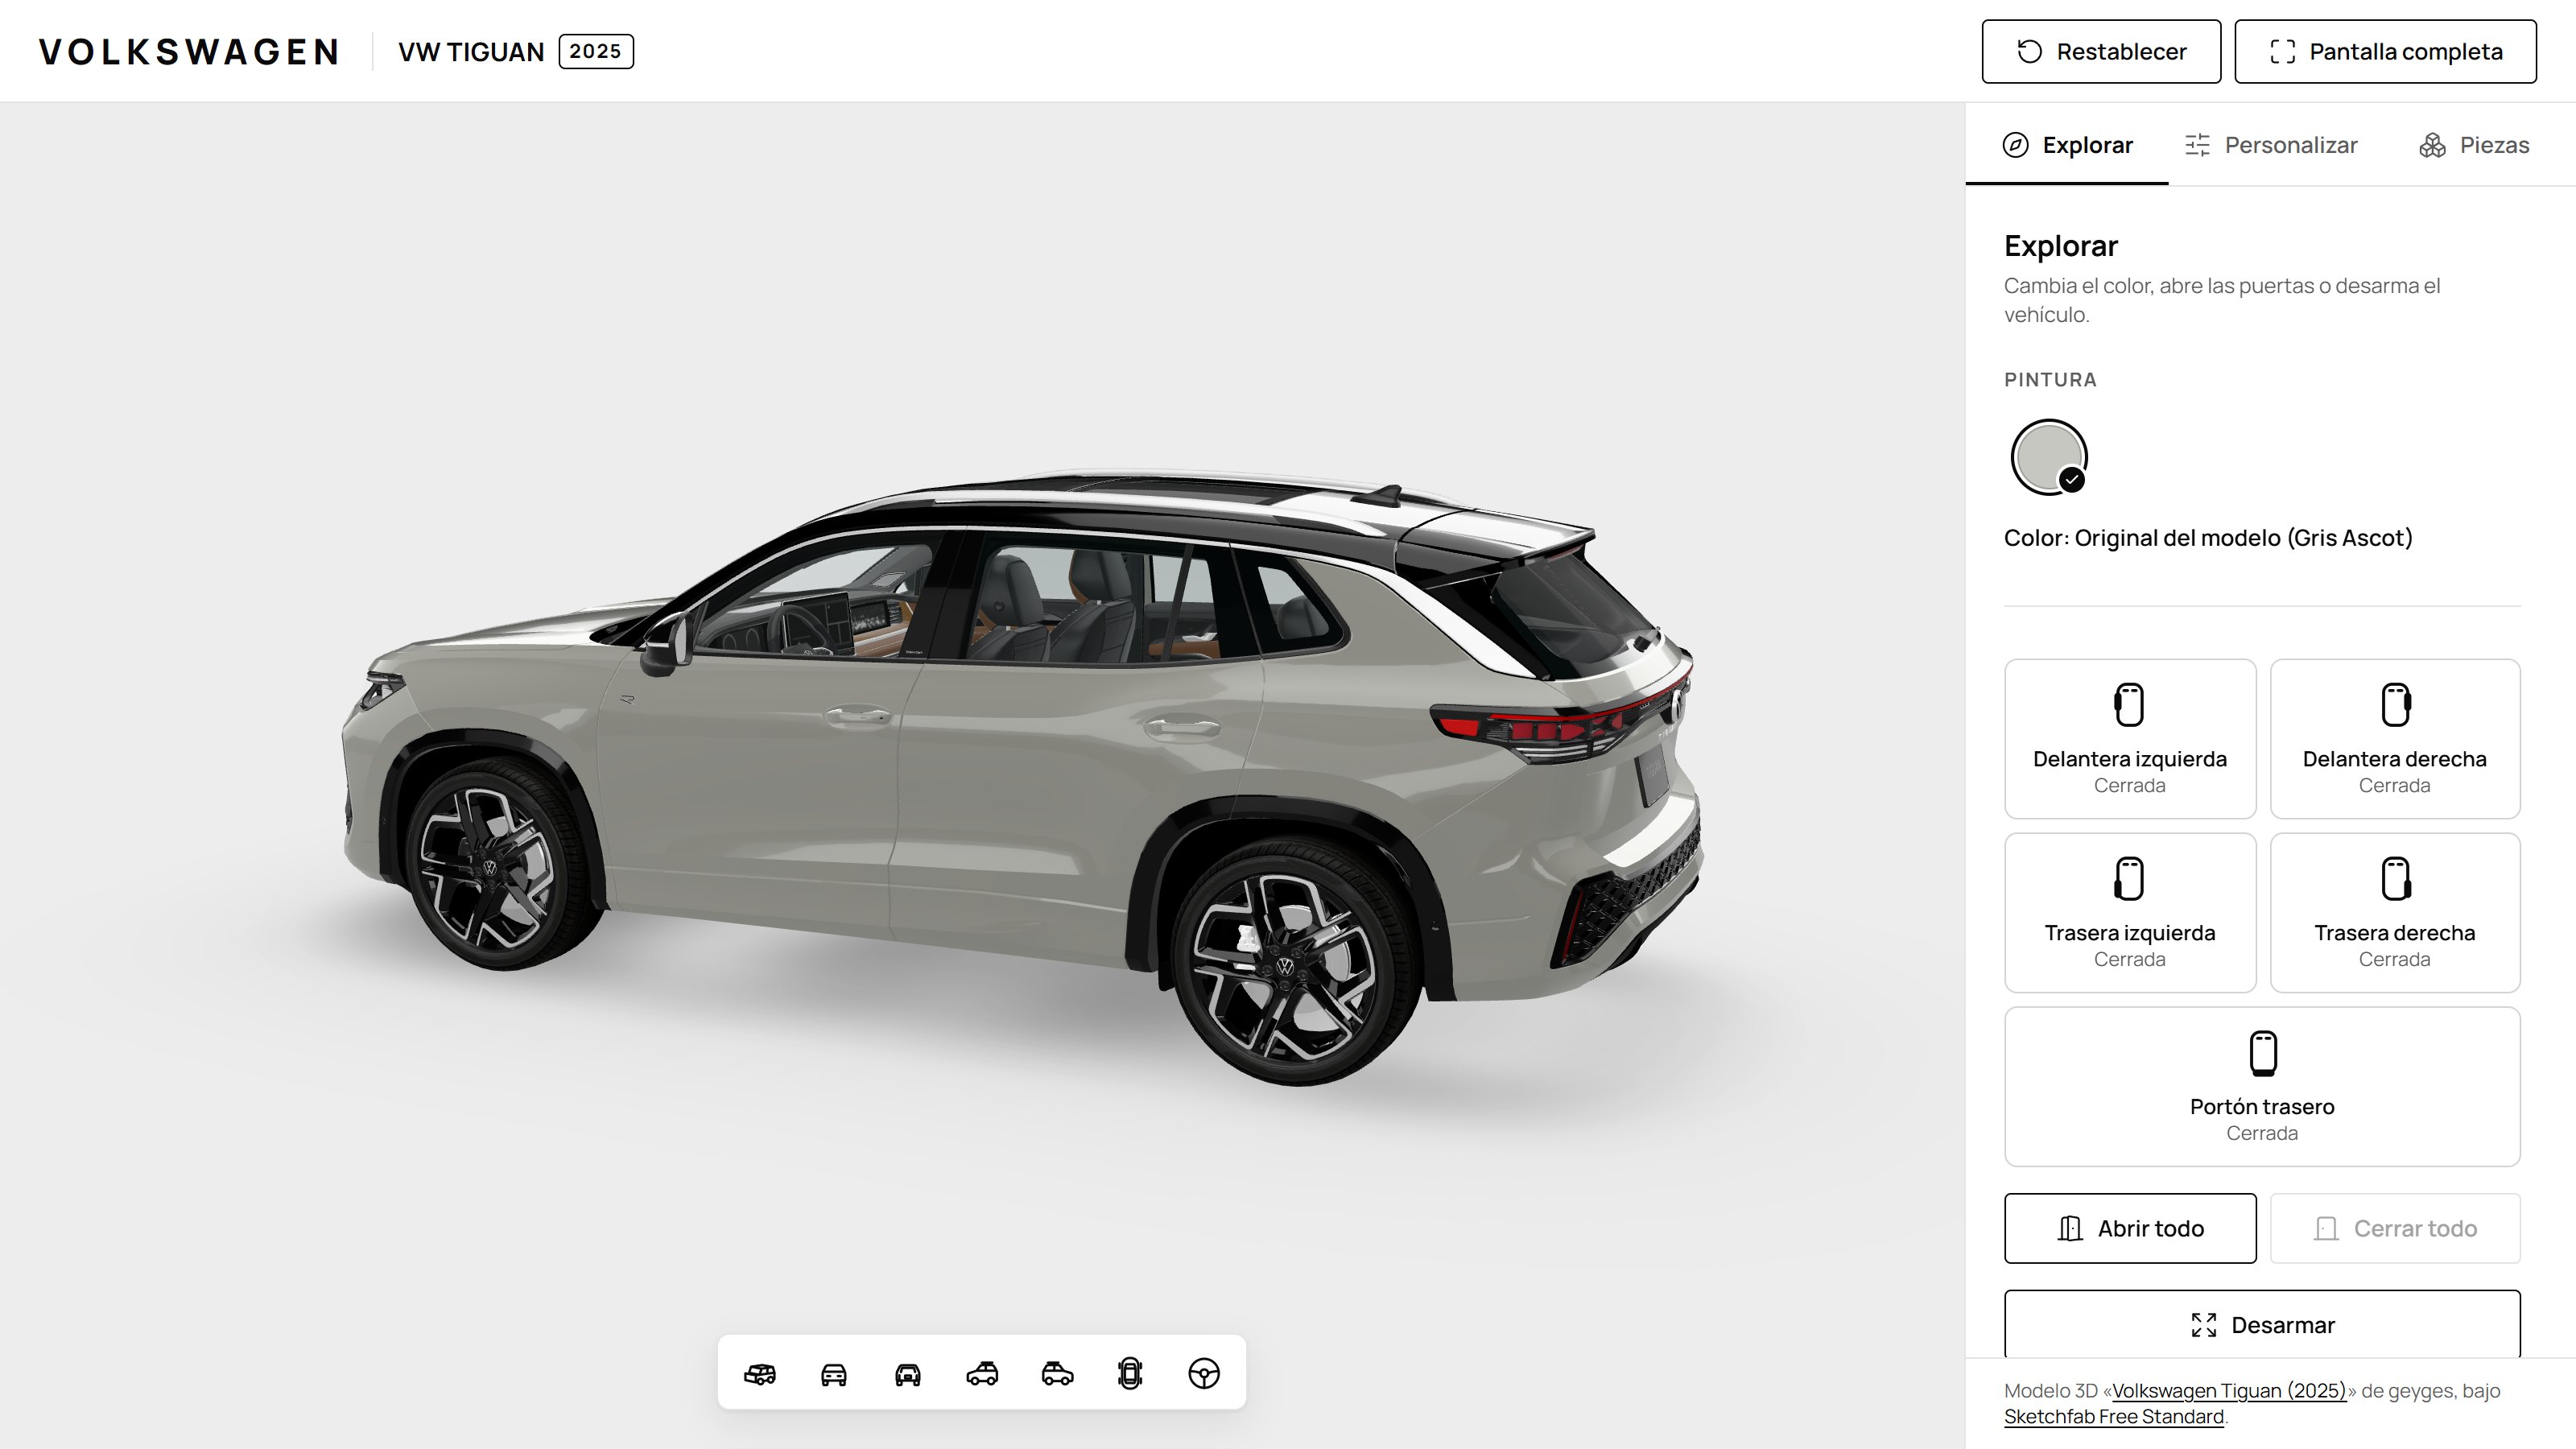 VOLKSWAGEN
VW TIGUAN
2025
Restablecer
Pantalla completa
Explorar
Personalizar
Piezas
Explorar
Cambia el color, abre las puertas o desarma el
vehículo.
PINTURA
Color: Original del modelo (Gris Ascot)
Delantera izquierda
Cerrada
Delantera derecha
Cerrada
Trasera izquierda
Cerrada
Trasera derecha
Cerrada
Portón trasero
Cerrada
Abrir todo
Cerrar todo
Desarmar
Modelo 3D «Volkswagen Tiguan (2025)» de geyges, bajo
Sketchfab Free Standard.